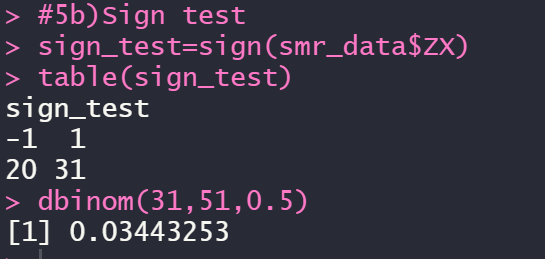 > #5b)Sign test
> sign_test=sign(smr_data$ZX)
> table(sign_test)
sign_test
-1  1
20 31
> dbinom(31,51,0.5)
[1] 0.03443253